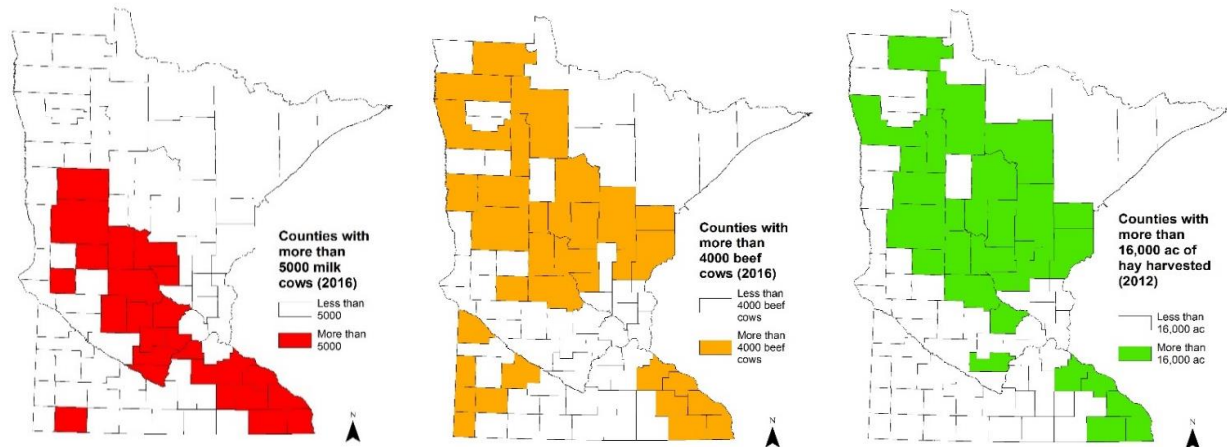 Counties with
more than
5000 milk
cows (2016)
Less than
5000
More than
5000
N
Counties with
more than
4000 beef
cows (2016)
Less than
4000 beef
cows
More than
4000 beef
cows
N
Counties with
more than
16,000 ac of
hay harvested
(2012)
Less than
16,000 ac
More than
16,000 ac
N